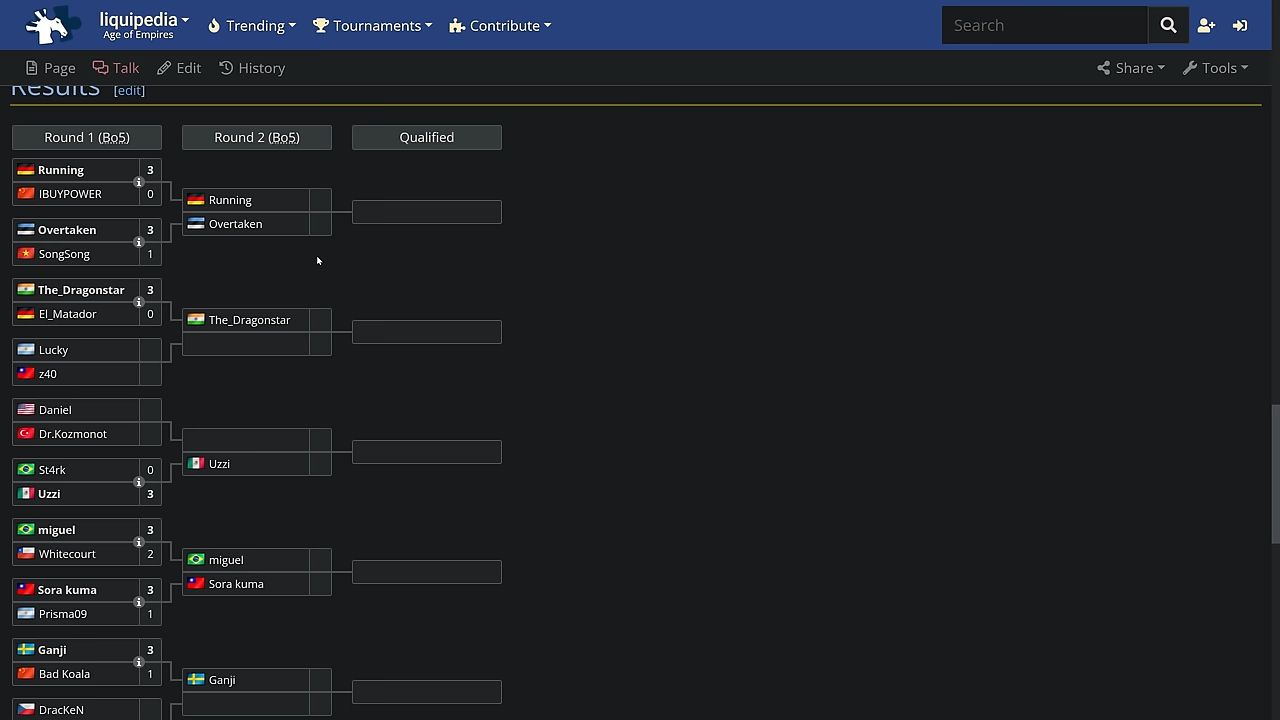 liquipedia
Age of Empires
Trending
Tournaments
Contribute
Search
Page
Talk
Edit
History
Share
Tools
Results [edit]
Round 1 (Bo5)
Round 2 (Bo5)
Qualified
Running 3
IBUYPOWER 0
Overtaken 3
SongSong 1
The_Dragonstar 3
El_Matador 0
Lucky
z40
Daniel
Dr.Kozmonot
St4rk 0
Uzzi 3
miguel 3
Whitecourt 2
Sora kuma 3
Prisma09 1
Ganji 3
Bad Koala 1
DracKeN
Running
Overtaken
The_Dragonstar
Uzzi
miguel
Sora kuma
Ganji